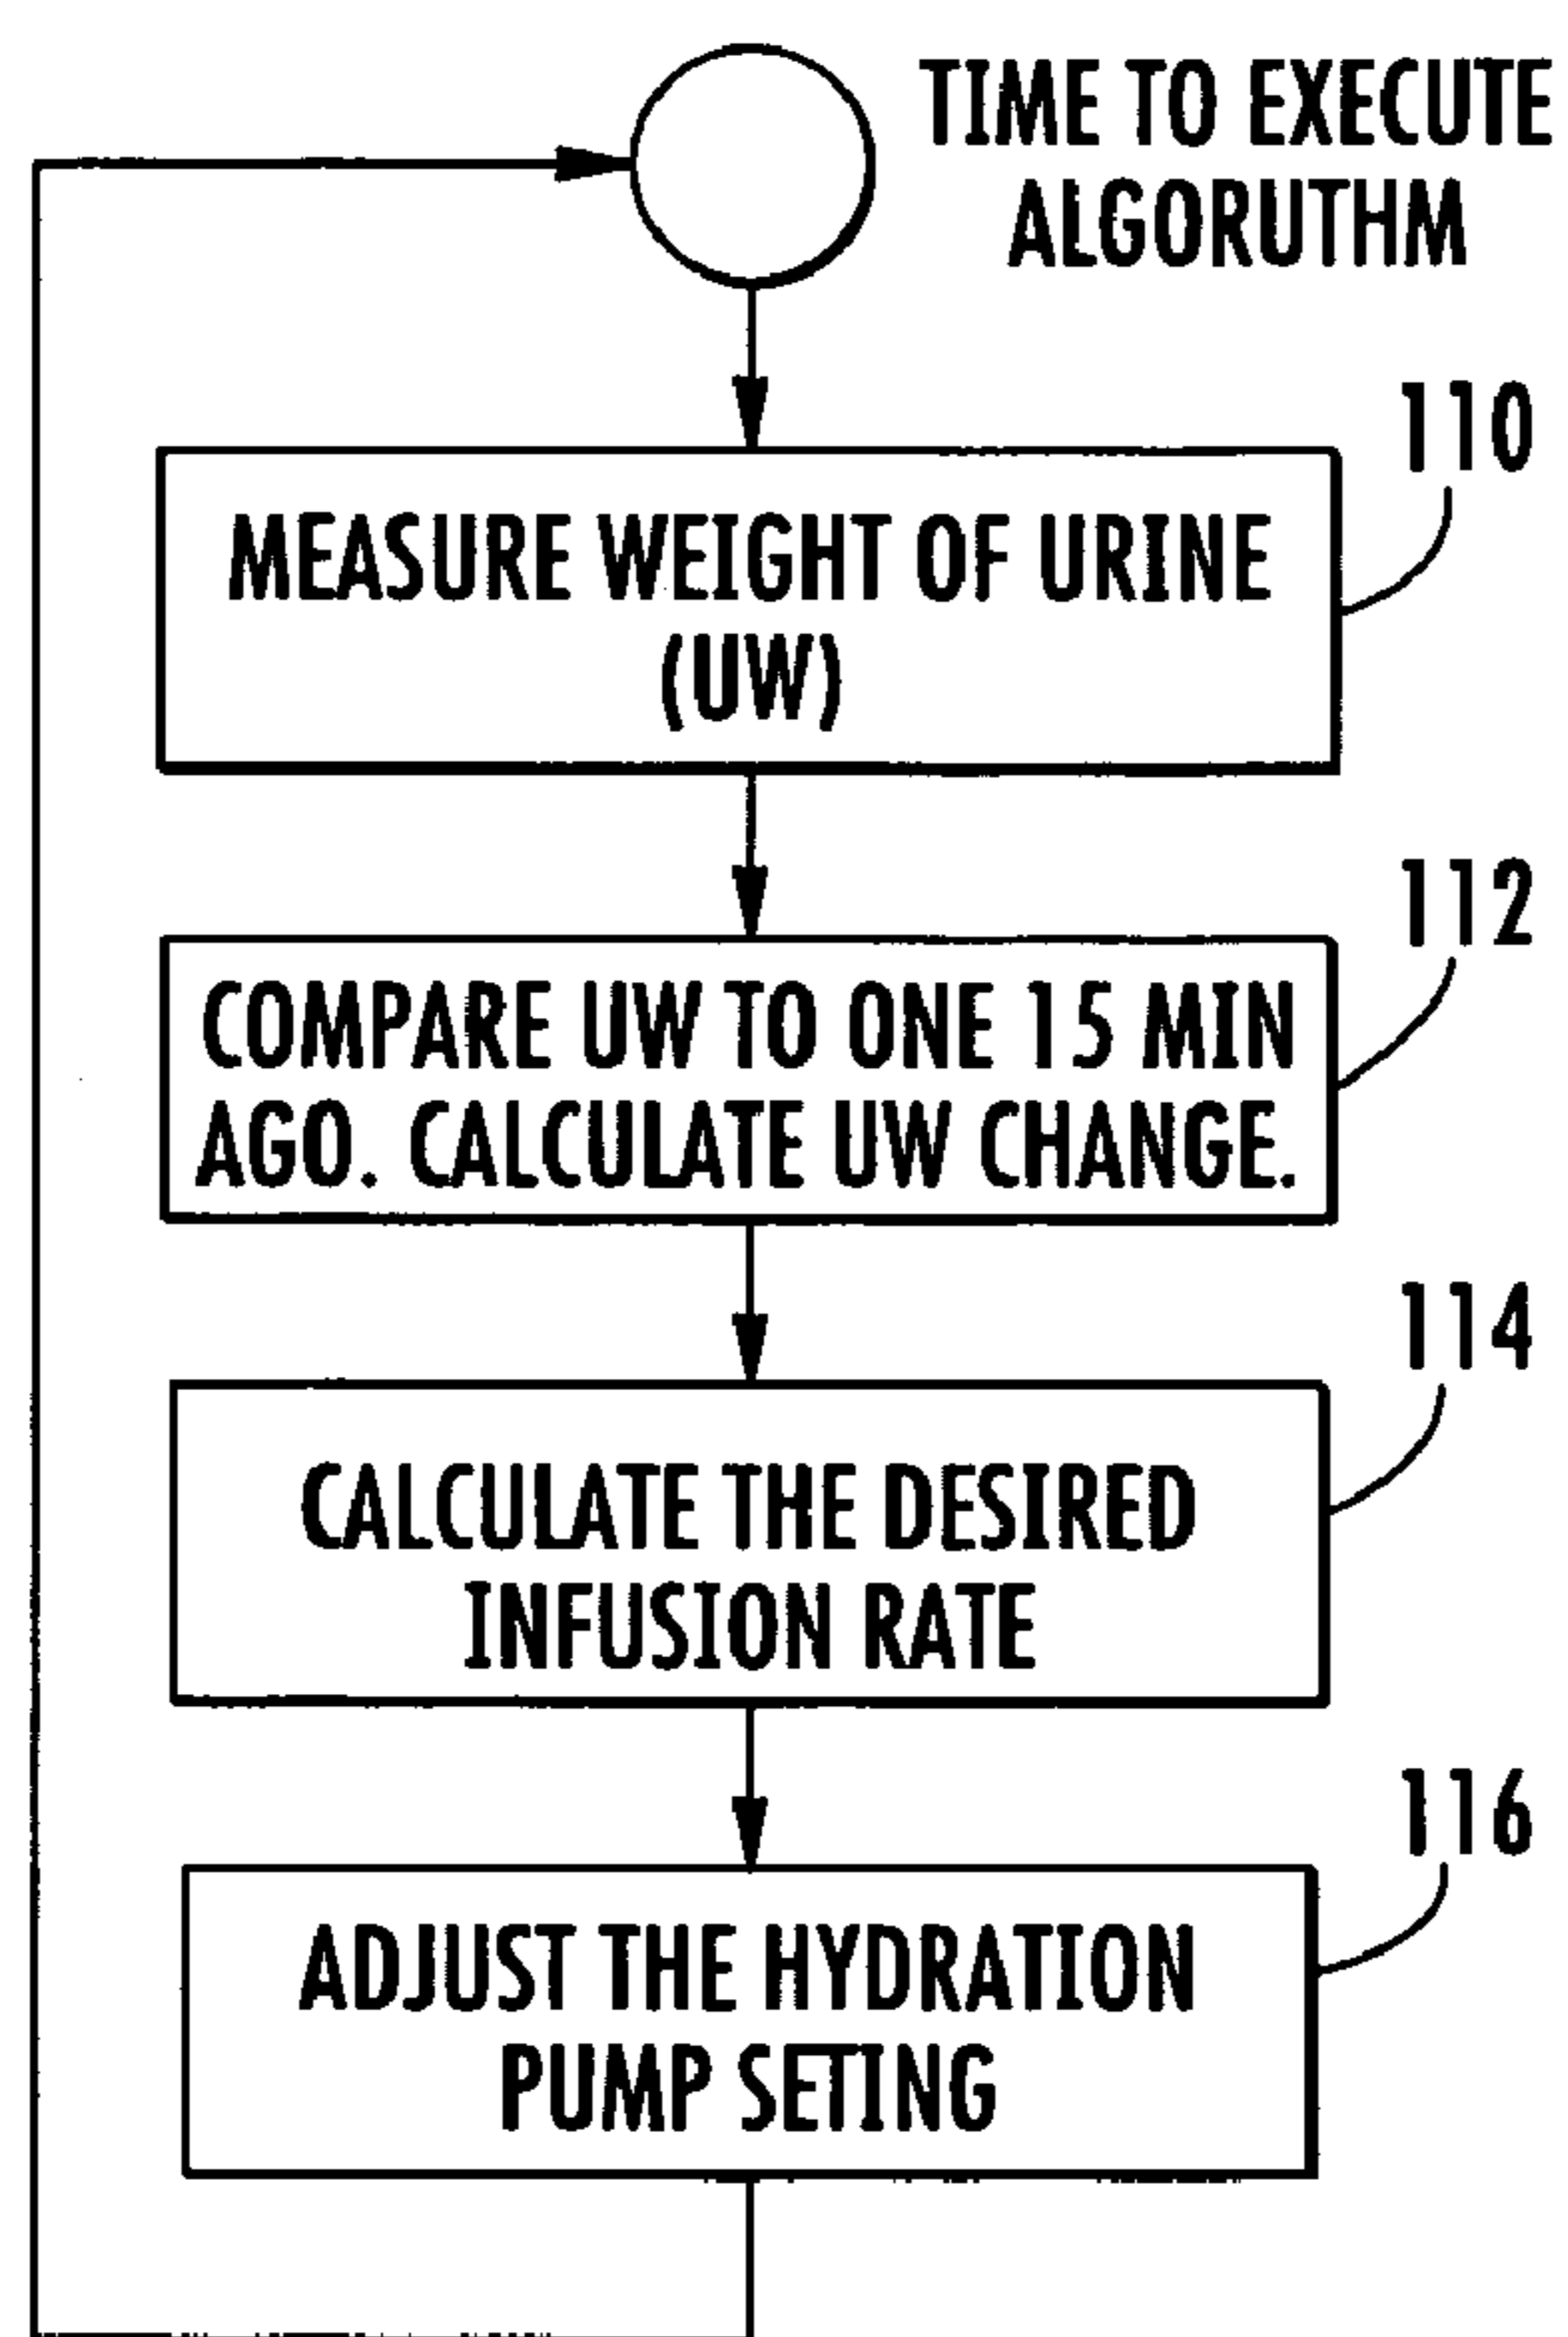 TIME TO EXECUTE
ALGORUTHM
110
MEASURE WEIGHT OF URINE
(UW)
112
COMPARE UW TO ONE 15 MIN
AGO. CALCULATE UW CHANGE.
114
CALCULATE THE DESIRED
INFUSION RATE
116
ADJUST THE HYDRATION
PUMP SETING